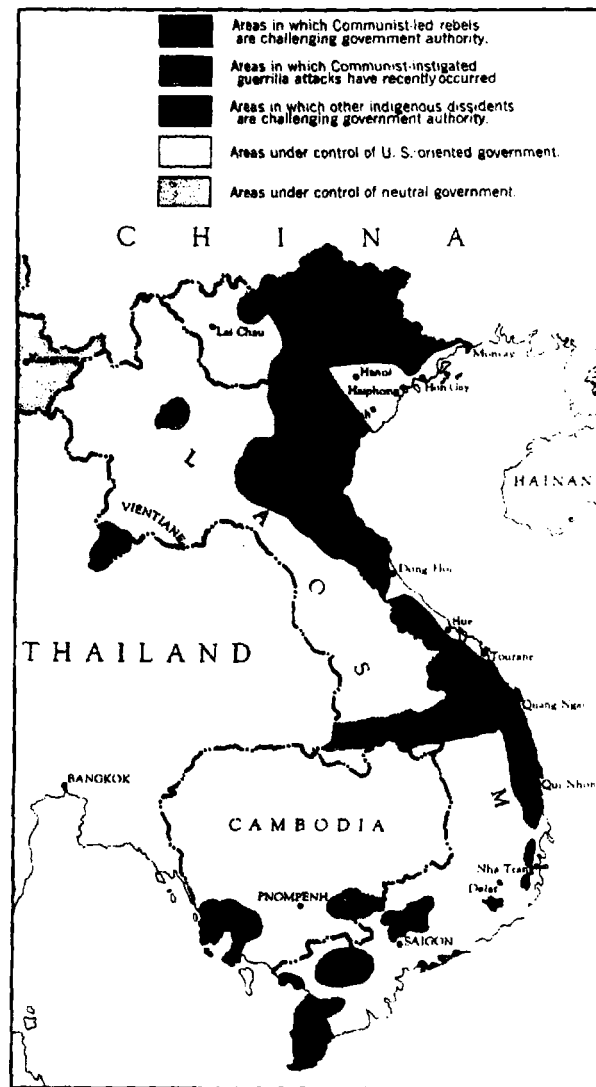 Areas in which Communist-led rebels
are challenging government authority.
Areas in which Communist-instigated
guerrilla attacks have recently occurred
Areas in which other indigenous dissidents
are challenging government authority.
Areas under control of U. S.-oriented government.
Areas under control of neutral government.
CHINA
Lai Chau
Moncay
Hanoi
Haiphong
Hon Gay
L
HAINAN
VIENTIANE
A
Dong Hoi
O
Hue
THAILAND
S
Tourane
Quang Ngai
BANGKOK
Qui Nhon
M
CAMBODIA
Nha Trang
Dalat
PNOMPENH
SAIGON